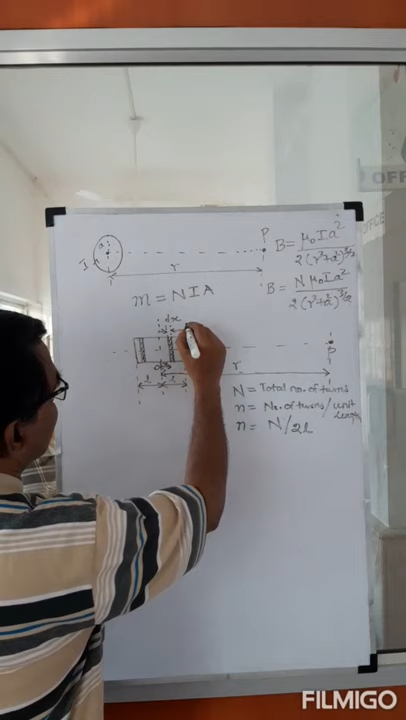 P
a
B = μ₀Ia² / 2(r²+a²)^3/2
I
r
B = Nμ₀Ia² / 2(r²+a²)^3/2
m = NIA
dx
P
r
l l
N = Total no. of turns
n = No. of turns/unit length
n = N/2l
OFF
OFFICE
FILMIGO